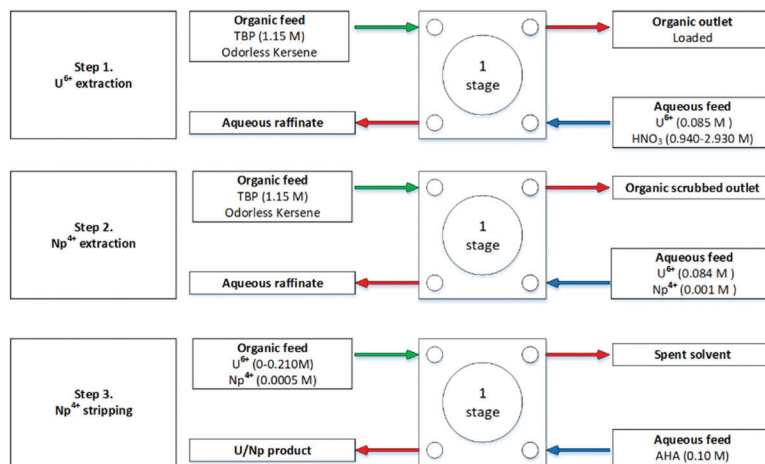 Step 1.
U⁶⁺ extraction
Organic feed
TBP (1.15 M)
Odorless Kersene
Aqueous raffinate
1
stage
Organic outlet
Loaded
Aqueous feed
U⁶⁺ (0.085 M )
HNO₃ (0.940-2.930 M)
Step 2.
Np⁴⁺ extraction
Organic feed
TBP (1.15 M)
Odorless Kersene
Aqueous raffinate
1
stage
Organic scrubbed outlet
Aqueous feed
U⁶⁺ (0.084 M )
Np⁴⁺ (0.001 M )
Step 3.
Np⁴⁺ stripping
Organic feed
U⁶⁺ (0-0.210M)
Np⁴⁺ (0.0005 M)
U/Np product
1
stage
Spent solvent
Aqueous feed
AHA (0.10 M)